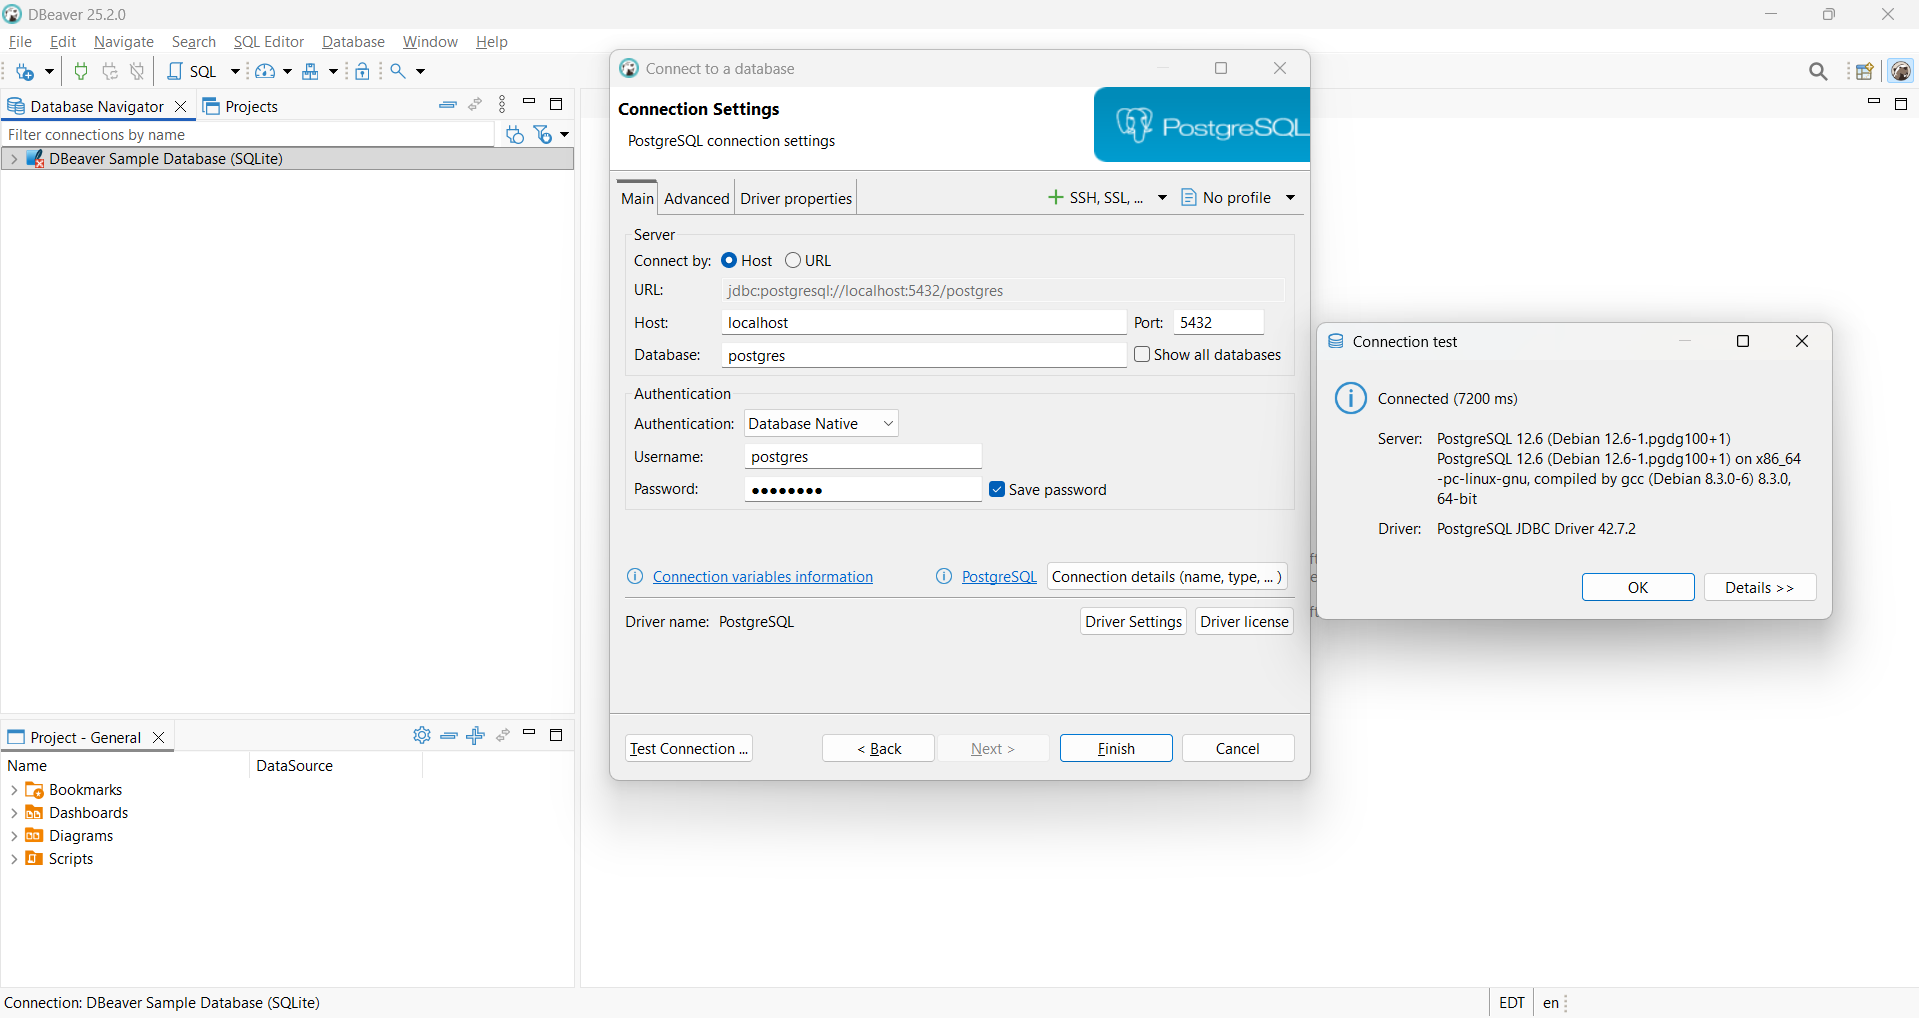 DBeaver 25.2.0
File Edit Navigate Search SQL Editor Database Window Help
SQL
Database Navigator Projects
Filter connections by name
DBeaver Sample Database (SQLite)
Project - General
Name DataSource
Bookmarks
Dashboards
Diagrams
Scripts
Connect to a database
Connection Settings
PostgreSQL connection settings
PostgreSQL
Main Advanced Driver properties SSH, SSL, ... No profile
Server
Connect by: Host URL
URL: jdbc:postgresql://localhost:5432/postgres
Host: localhost Port: 5432
Database: postgres Show all databases
Authentication
Authentication: Database Native
Username: postgres
Password: ●●●●●●●● Save password
Connection variables information PostgreSQL Connection details (name, type, ... )
Driver name: PostgreSQL Driver Settings Driver license
Test Connection ... < Back Next > Finish Cancel
Connection test
Connected (7200 ms)
Server: PostgreSQL 12.6 (Debian 12.6-1.pgdg100+1)
PostgreSQL 12.6 (Debian 12.6-1.pgdg100+1) on x86_64
-pc-linux-gnu, compiled by gcc (Debian 8.3.0-6) 8.3.0,
64-bit
Driver: PostgreSQL JDBC Driver 42.7.2
OK Details >>
Connection: DBeaver Sample Database (SQLite) EDT en